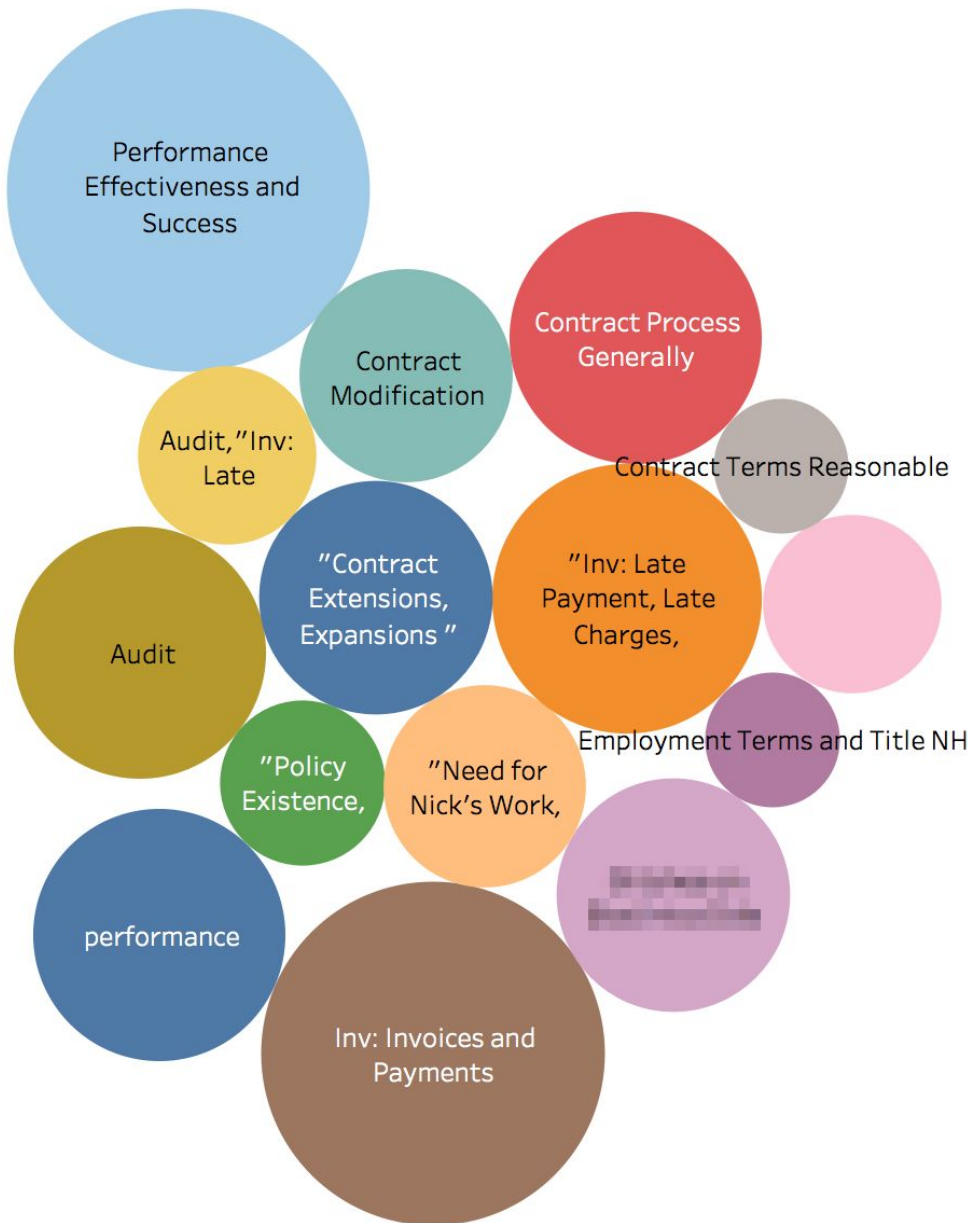 Performance
Effectiveness and
Success
Contract
Modification
Contract Process
Generally
Audit,"Inv:
Late
Contract Terms Reasonable
"Contract
Extensions,
Expansions "
"Inv: Late
Payment, Late
Charges,
Audit
Employment Terms and Title NH
"Policy
Existence,
"Need for
Nick's Work,
performance
Inv: Invoices and
Payments